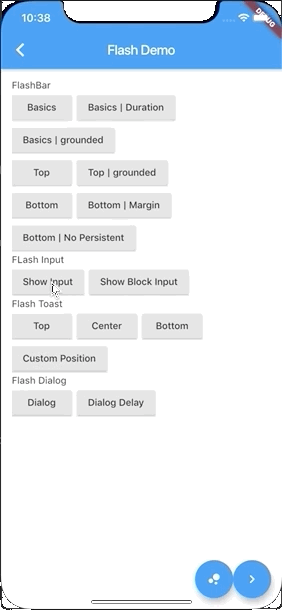 10:38
DEBUG
Flash Demo
FlashBar
Basics Basics | Duration
Basics | grounded
Top Top | grounded
Bottom Bottom | Margin
Bottom | No Persistent
FLash Input
Show Input Show Block Input
Flash Toast
Top Center Bottom
Custom Position
Flash Dialog
Dialog Dialog Delay